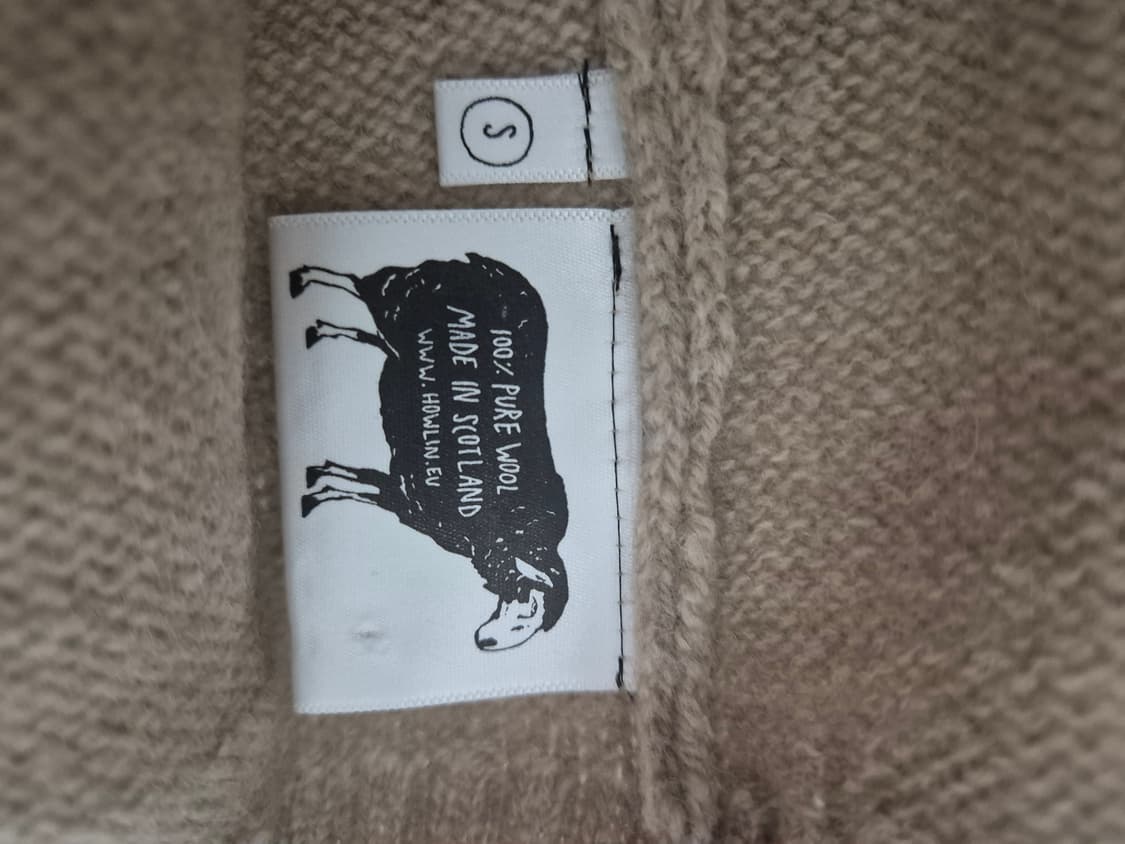 S
100% PURE WOOL
MADE IN SCOTLAND
WWW.HOWLIN.EU